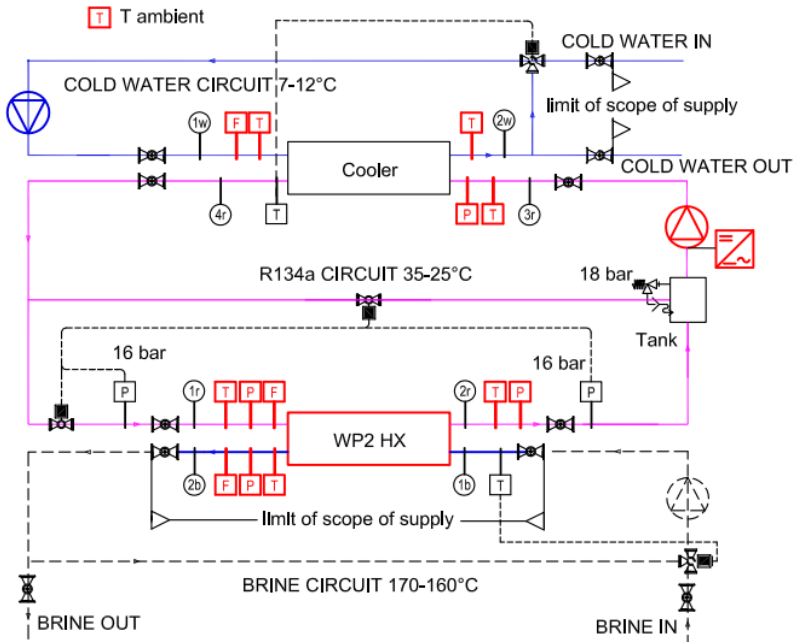 T T ambient
COLD WATER IN
COLD WATER CIRCUIT 7-12°C
limit of scope of supply
1w F T T 2w
COLD WATER OUT
Cooler
4r T P T 3r
R134a CIRCUIT 35-25°C
18 bar
Tank
16 bar 16 bar
P 1r T P F 2r T P P
WP2 HX
2b F P T 1b T
limit of scope of supply
BRINE CIRCUIT 170-160°C
BRINE OUT BRINE IN